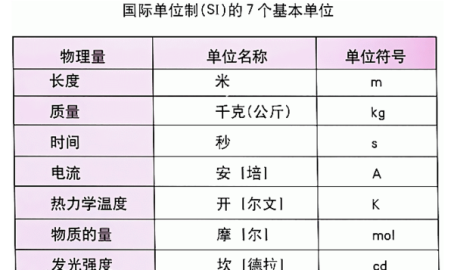 国际单位制(SI)的7个基本单位
物理量 单位名称 单位符号
长度 米 m
质量 千克(公斤) kg
时间 秒 s
电流 安[培] A
热力学温度 开[尔文] K
物质的量 摩[尔] mol
发光强度 坎[德拉] cd